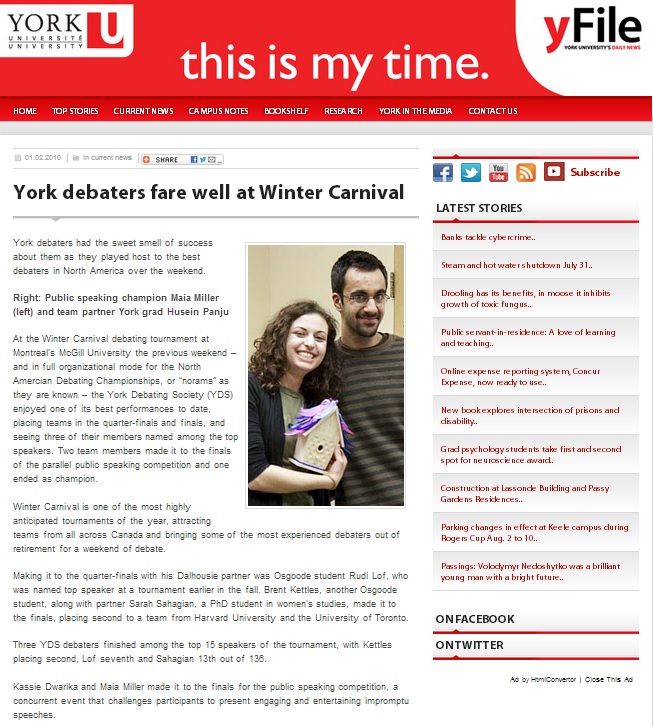 YORK U
UNIVERSITÉ
UNIVERSITY
this is my time.
yFile
YORK UNIVERSITY'S DAILY NEWS
HOME TOP STORIES CURRENT NEWS CAMPUS NOTES BOOKSHELF RESEARCH YORK IN THE MEDIA CONTACT US
01.02.2010 In current news SHARE
York debaters fare well at Winter Carnival
York debaters had the sweet smell of success
about them as they played host to the best
debaters in North America over the weekend.
Right: Public speaking champion Maia Miller
(left) and team partner York grad Husein Panju
At the Winter Carnival debating tournament at
Montreal's McGill University the previous weekend –
and in full organizational mode for the North
Amercian Debating Championships, or "norams" as
they are known – the York Debating Society (YDS)
enjoyed one of its best performances to date,
placing teams in the quarter-finals and finals, and
seeing three of their members named among the top
speakers. Two team members made it to the finals
of the parallel public speaking competition and one
ended as champion.
Winter Carnival is one of the most highly
anticipated tournaments of the year, attracting
teams from all across Canada and bringing some of the most experienced debaters out of
retirement for a weekend of debate.
Making it to the quarter-finals with his Dalhousie partner was Osgoode student Rudi Lof, who
was named top speaker at a tournament earlier in the fall. Brent Kettles, another Osgoode
student, along with partner Sarah Sahagian, a PhD student in women's studies, made it to
the finals, placing second to a team from Harvard University and the University of Toronto.
Three YDS debaters finished among the top 15 speakers of the tournament, with Kettles
placing second, Lof seventh and Sahagian 13th out of 136.
Kassie Dwarika and Maia Miller made it to the finals for the public speaking competition, a
concurrent event that challenges participants to present engaging and entertaining impromptu
speeches.
You Tube
Subscribe
LATEST STORIES
Banks tackle cybercrime..
Steam and hot water shutdown July 31..
Drooling has its benefits, in moose it inhibits
growth of toxic fungus..
Public servant-in-residence: A love of learning
and teaching..
Online expense reporting system, Concur
Expense, now ready to use..
New book explores intersection of prisons and
disability..
Grad psychology students take first and second
spot for neuroscience award..
Construction at Lassonde Building and Passy
Gardens Residences..
Parking changes in effect at Keele campus during
Rogers Cup Aug. 2 to 10..
Passings: Volodymyr Nedoshytko was a brilliant
young man with a bright future..
ON FACEBOOK
ON TWITTER
Ad by HtmlConvertor | Close This Ad